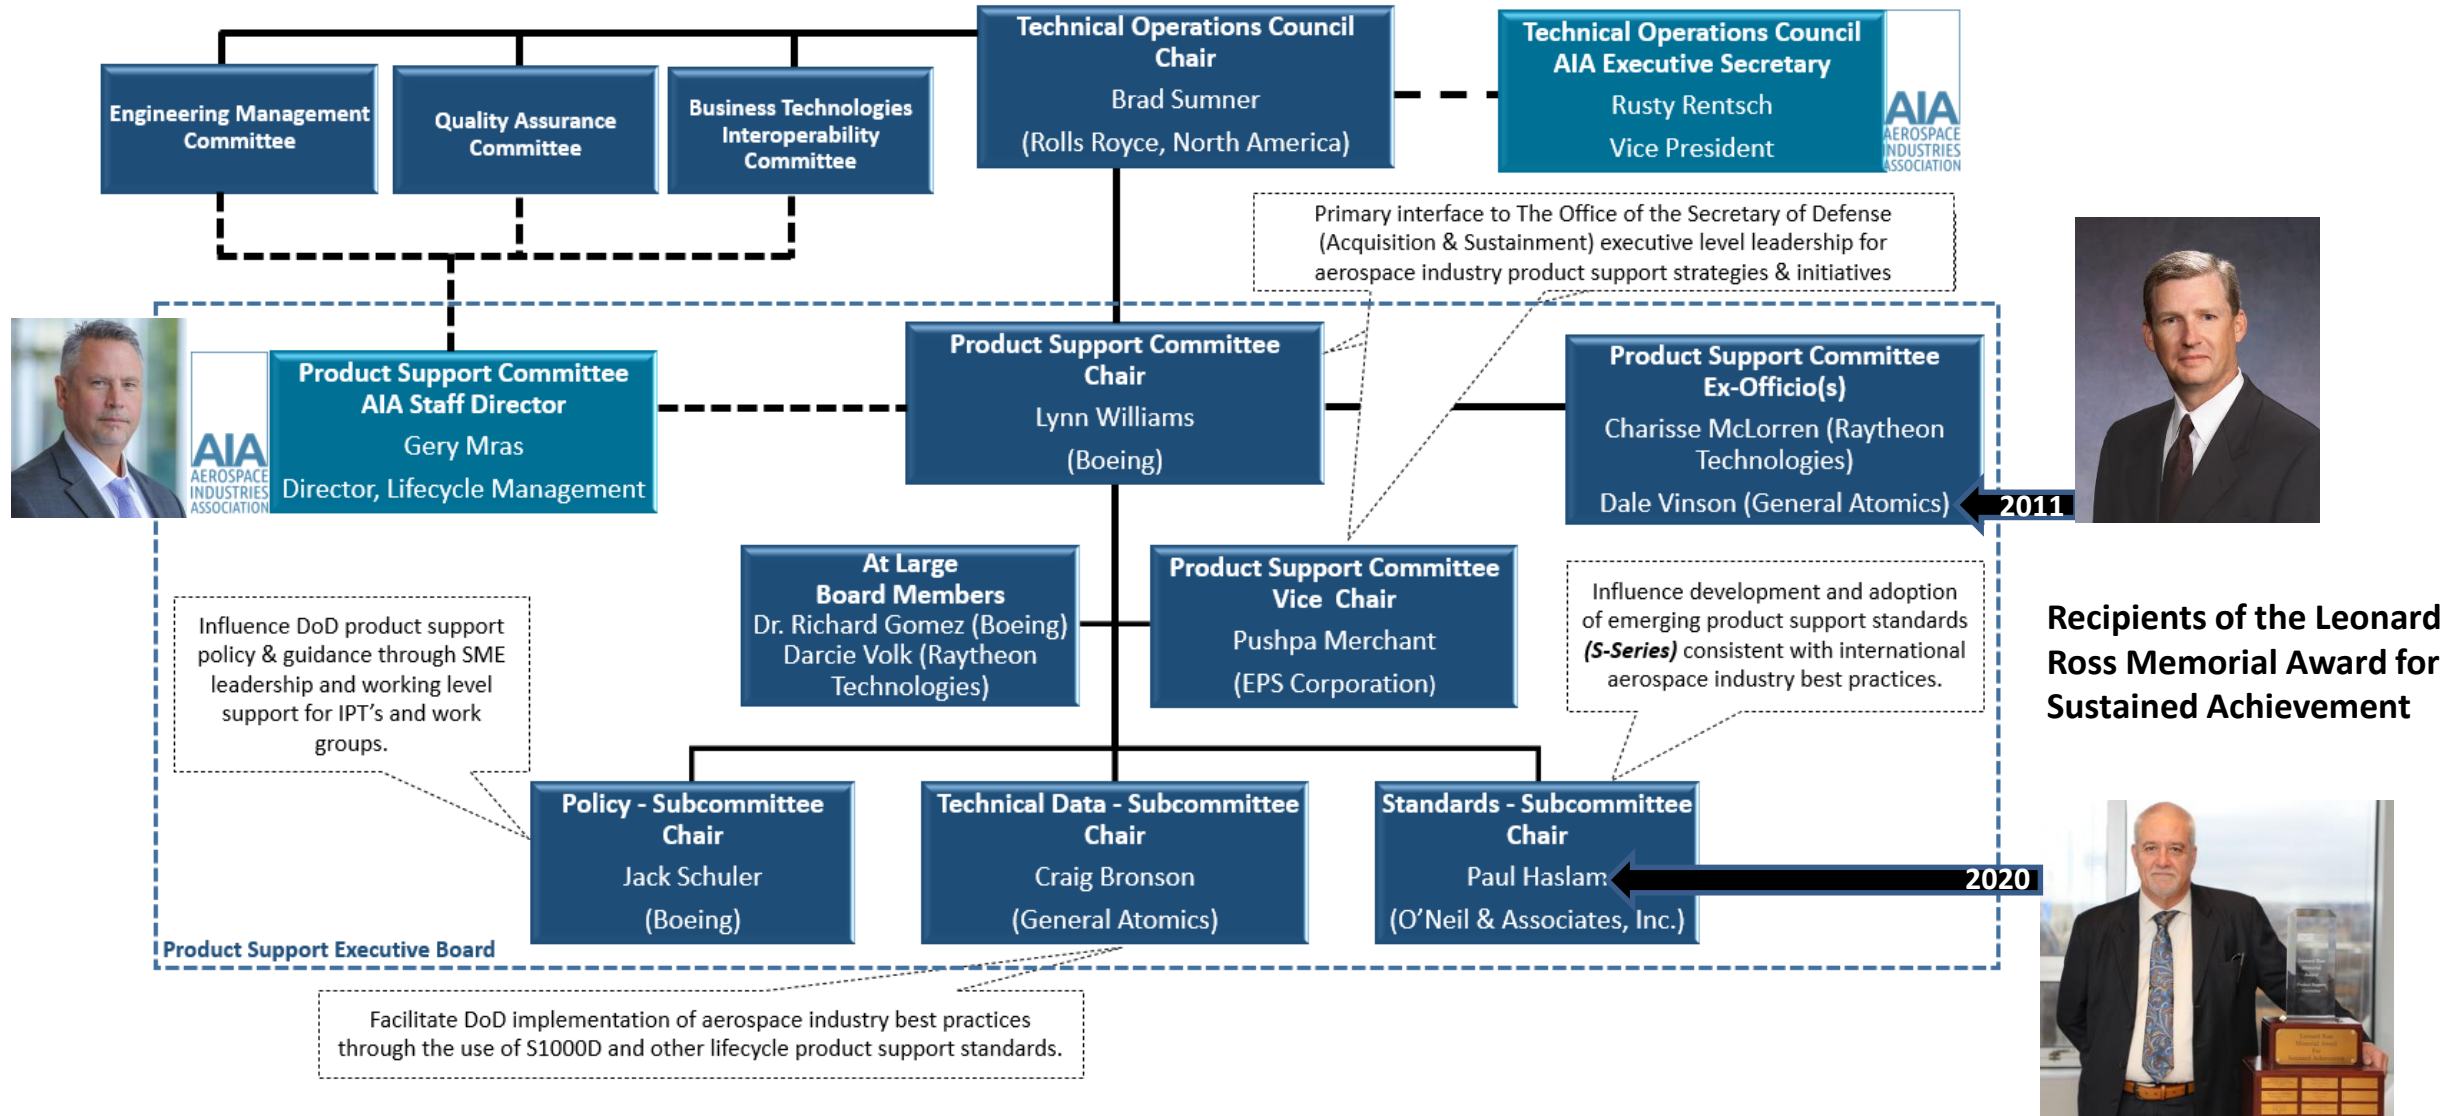 Technical Operations Council
Chair
Brad Sumner
(Rolls Royce, North America)
Technical Operations Council
AIA Executive Secretary
Rusty Rentsch
Vice President
AIA
AEROSPACE
INDUSTRIES
ASSOCIATION
Engineering Management
Committee
Quality Assurance
Committee
Business Technologies
Interoperability
Committee
Primary interface to The Office of the Secretary of Defense
(Acquisition & Sustainment) executive level leadership for
aerospace industry product support strategies & initiatives
AIA
AEROSPACE
INDUSTRIES
ASSOCIATION
Product Support Committee
AIA Staff Director
Gery Mras
Director, Lifecycle Management
Product Support Committee
Chair
Lynn Williams
(Boeing)
Product Support Committee
Ex-Officio(s)
Charisse McLorren (Raytheon
Technologies)
Dale Vinson (General Atomics)
2011
At Large
Board Members
Dr. Richard Gomez (Boeing)
Darcie Volk (Raytheon
Technologies)
Product Support Committee
Vice Chair
Pushpa Merchant
(EPS Corporation)
Influence development and adoption
of emerging product support standards
(S-Series) consistent with international
aerospace industry best practices.
Recipients of the Leonard
Ross Memorial Award for
Sustained Achievement
Influence DoD product support
policy & guidance through SME
leadership and working level
support for IPT's and work
groups.
Policy - Subcommittee
Chair
Jack Schuler
(Boeing)
Technical Data - Subcommittee
Chair
Craig Bronson
(General Atomics)
Standards - Subcommittee
Chair
Paul Haslam
(O'Neil & Associates, Inc.)
2020
Product Support Executive Board
Facilitate DoD implementation of aerospace industry best practices
through the use of S1000D and other lifecycle product support standards.
Leonard Ross
Memorial Award
For
Sustained Achievement